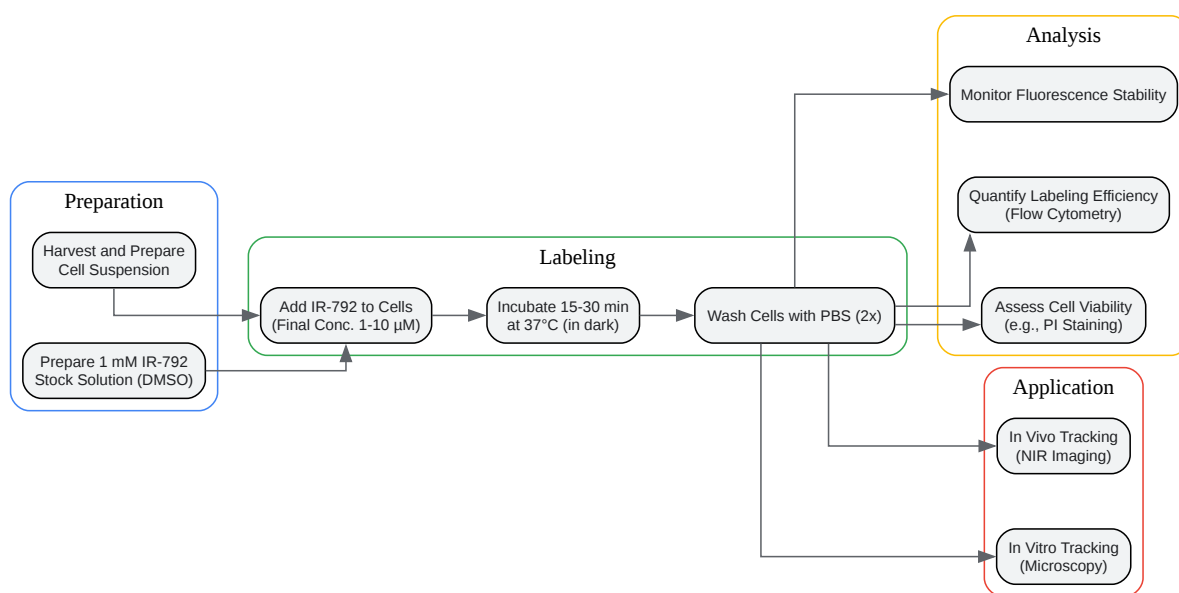 Preparation
Harvest and Prepare
Cell Suspension
Prepare 1 mM IR-792
Stock Solution (DMSO)
Labeling
Add IR-792 to Cells
(Final Conc. 1-10 µM)
Incubate 15-30 min
at 37°C (in dark)
Wash Cells with PBS (2x)
Analysis
Monitor Fluorescence Stability
Quantify Labeling Efficiency
(Flow Cytometry)
Assess Cell Viability
(e.g., PI Staining)
Application
In Vivo Tracking
(NIR Imaging)
In Vitro Tracking
(Microscopy)